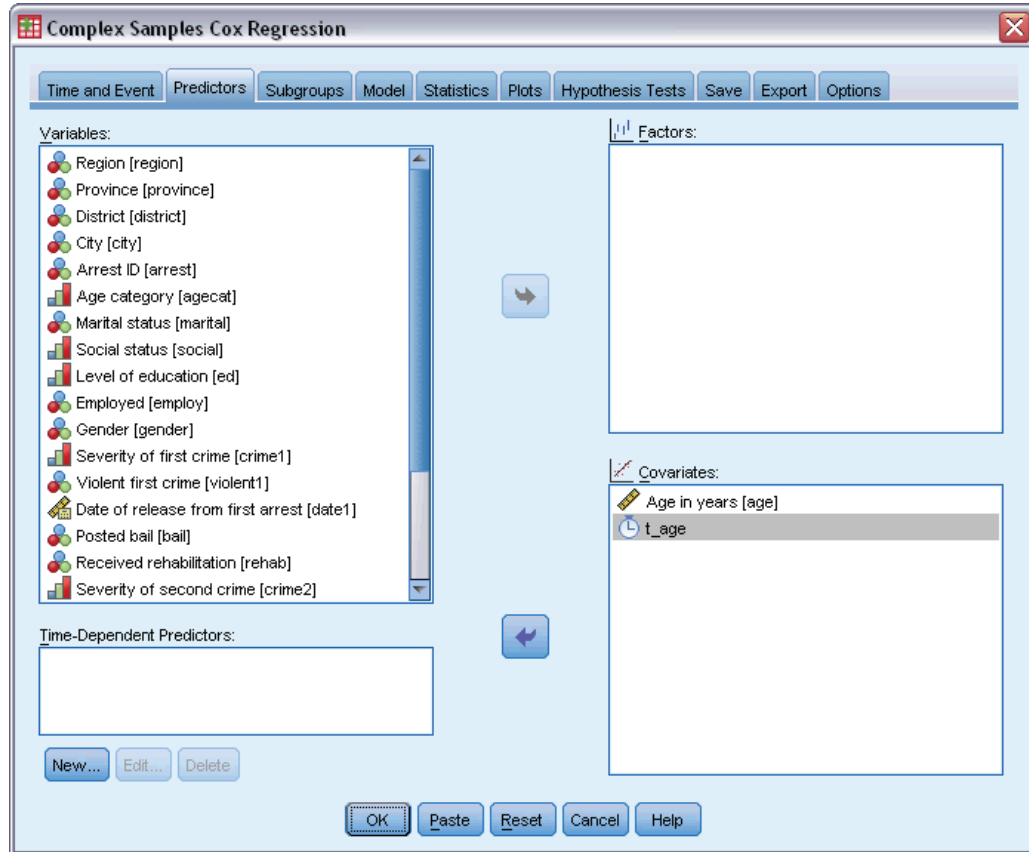 Complex Samples Cox Regression
Time and Event Predictors Subgroups Model Statistics Plots Hypothesis Tests Save Export Options
Variables:
Region [region]
Province [province]
District [district]
City [city]
Arrest ID [arrest]
Age category [agecat]
Marital status [marital]
Social status [social]
Level of education [ed]
Employed [employ]
Gender [gender]
Severity of first crime [crime1]
Violent first crime [violent1]
Date of release from first arrest [date1]
Posted bail [bail]
Received rehabilitation [rehab]
Severity of second crime [crime2]
Time-Dependent Predictors:
New... Edit... Delete
Factors:
Covariates:
Age in years [age]
t_age
OK Paste Reset Cancel Help